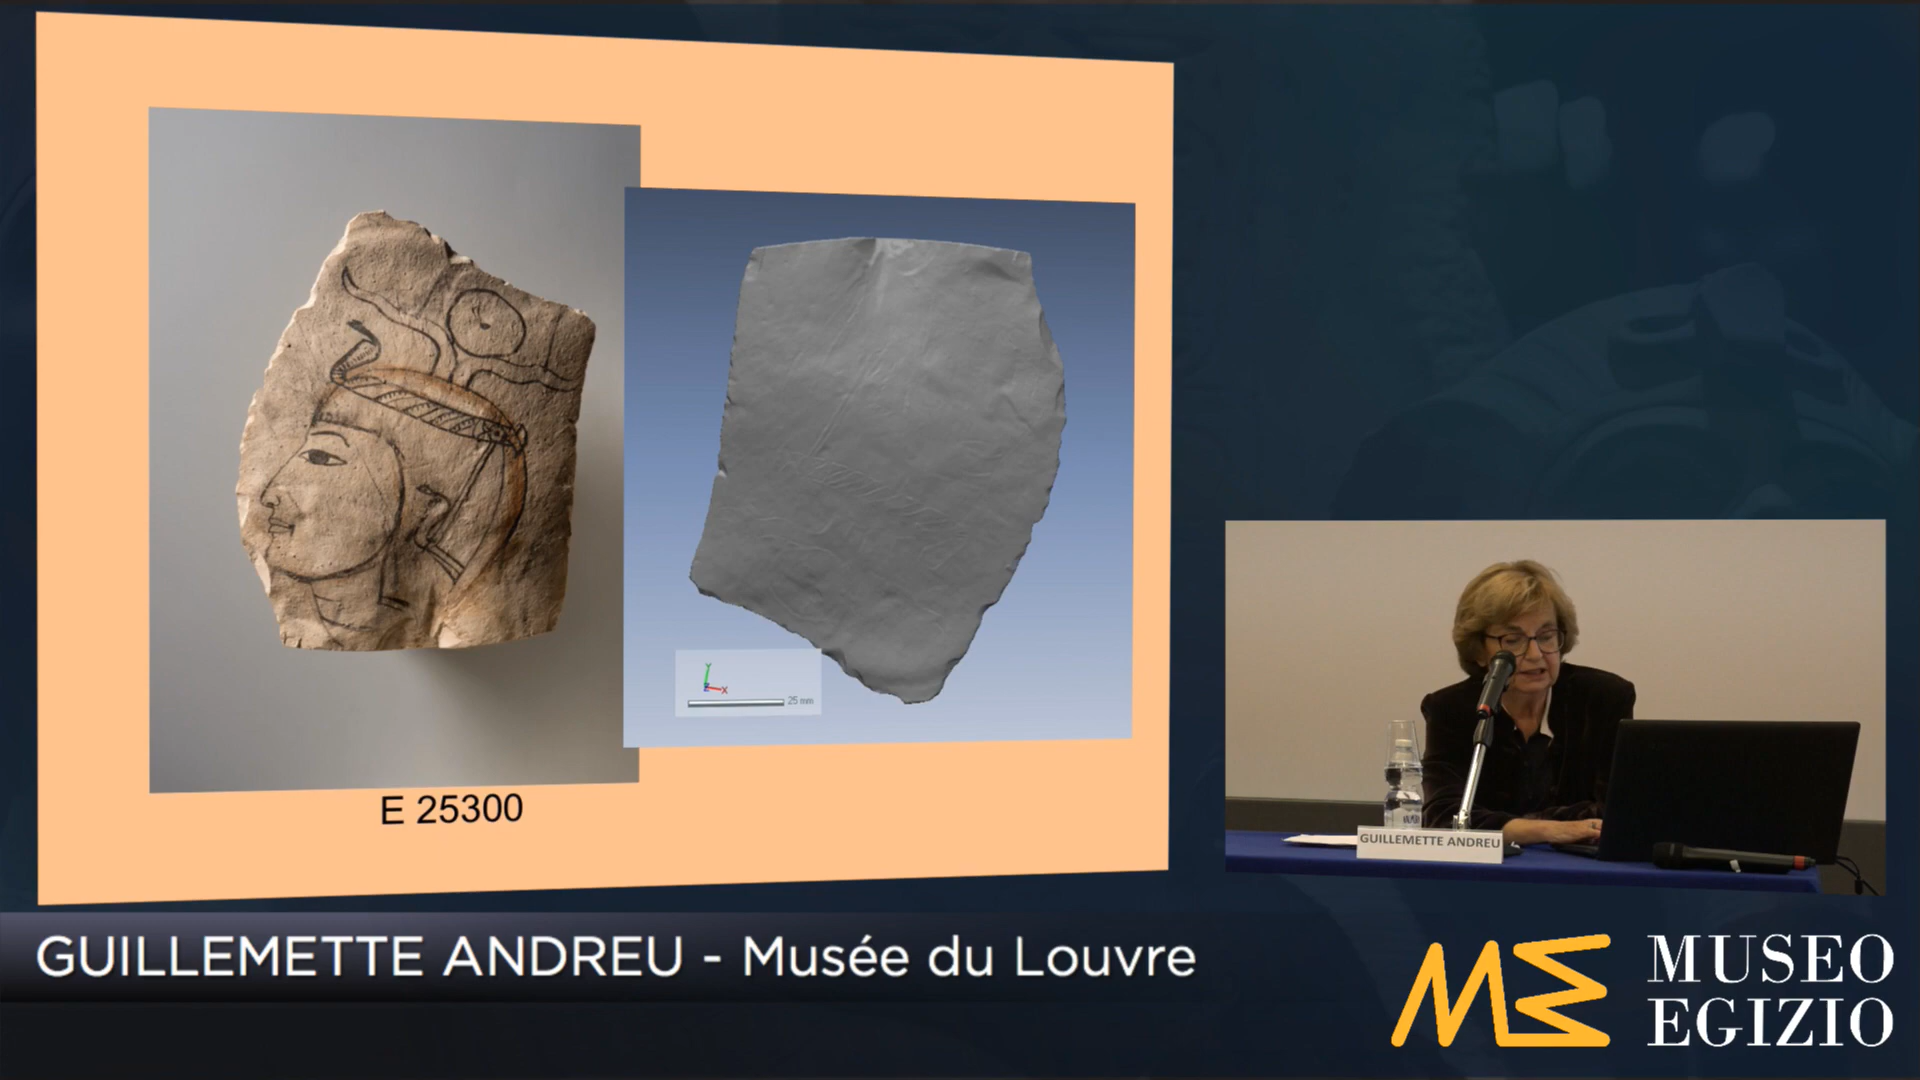 E 25300
Y
X
25 mm
GUILLEMETTE ANDREU
GUILLEMETTE ANDREU - Musée du Louvre
MUSEO
EGIZIO